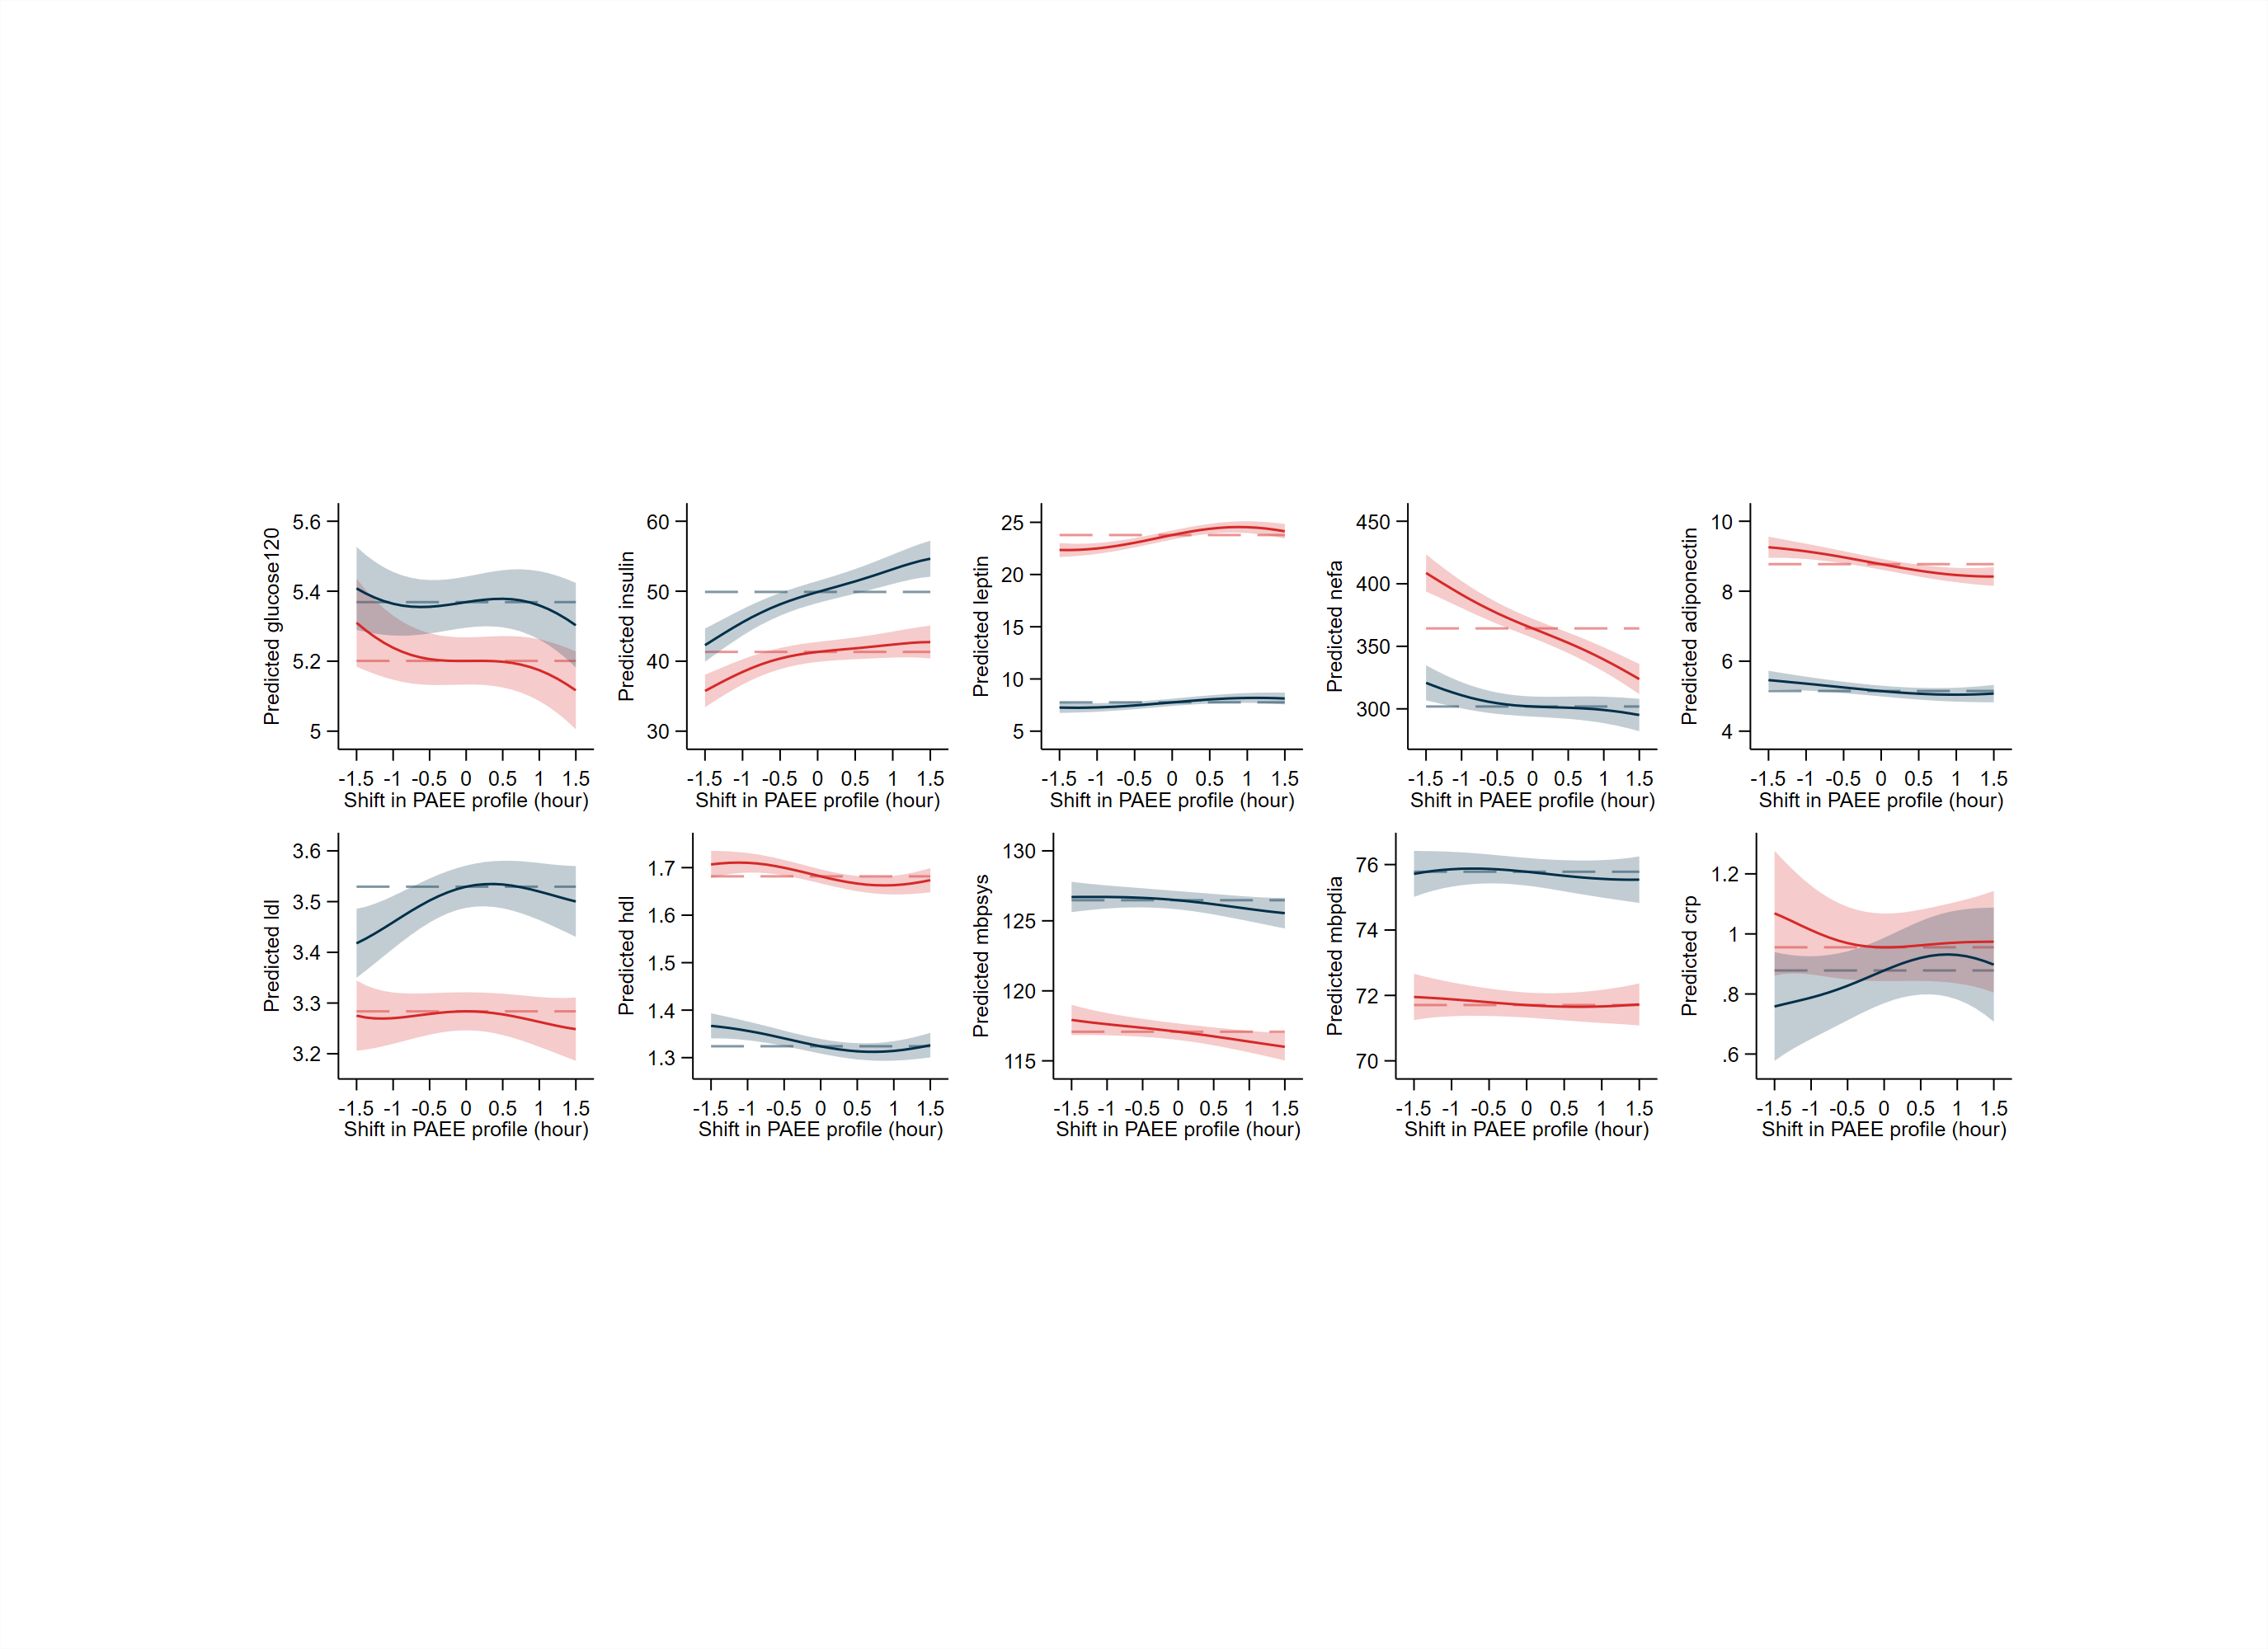 Predicted glucose120
5.6
5.4
5.2
5
-1.5 -1 -0.5 0 0.5 1 1.5
Shift in PAEE profile (hour)
Predicted insulin
60
50
40
30
-1.5 -1 -0.5 0 0.5 1 1.5
Shift in PAEE profile (hour)
Predicted leptin
25
20
15
10
5
-1.5 -1 -0.5 0 0.5 1 1.5
Shift in PAEE profile (hour)
Predicted nefa
450
400
350
300
-1.5 -1 -0.5 0 0.5 1 1.5
Shift in PAEE profile (hour)
Predicted adiponectin
10
8
6
4
-1.5 -1 -0.5 0 0.5 1 1.5
Shift in PAEE profile (hour)
Predicted ldl
3.6
3.5
3.4
3.3
3.2
-1.5 -1 -0.5 0 0.5 1 1.5
Shift in PAEE profile (hour)
Predicted hdl
1.7
1.6
1.5
1.4
1.3
-1.5 -1 -0.5 0 0.5 1 1.5
Shift in PAEE profile (hour)
Predicted mbpsys
130
125
120
115
-1.5 -1 -0.5 0 0.5 1 1.5
Shift in PAEE profile (hour)
Predicted mbpdia
76
74
72
70
-1.5 -1 -0.5 0 0.5 1 1.5
Shift in PAEE profile (hour)
Predicted crp
1.2
1
.8
.6
-1.5 -1 -0.5 0 0.5 1 1.5
Shift in PAEE profile (hour)